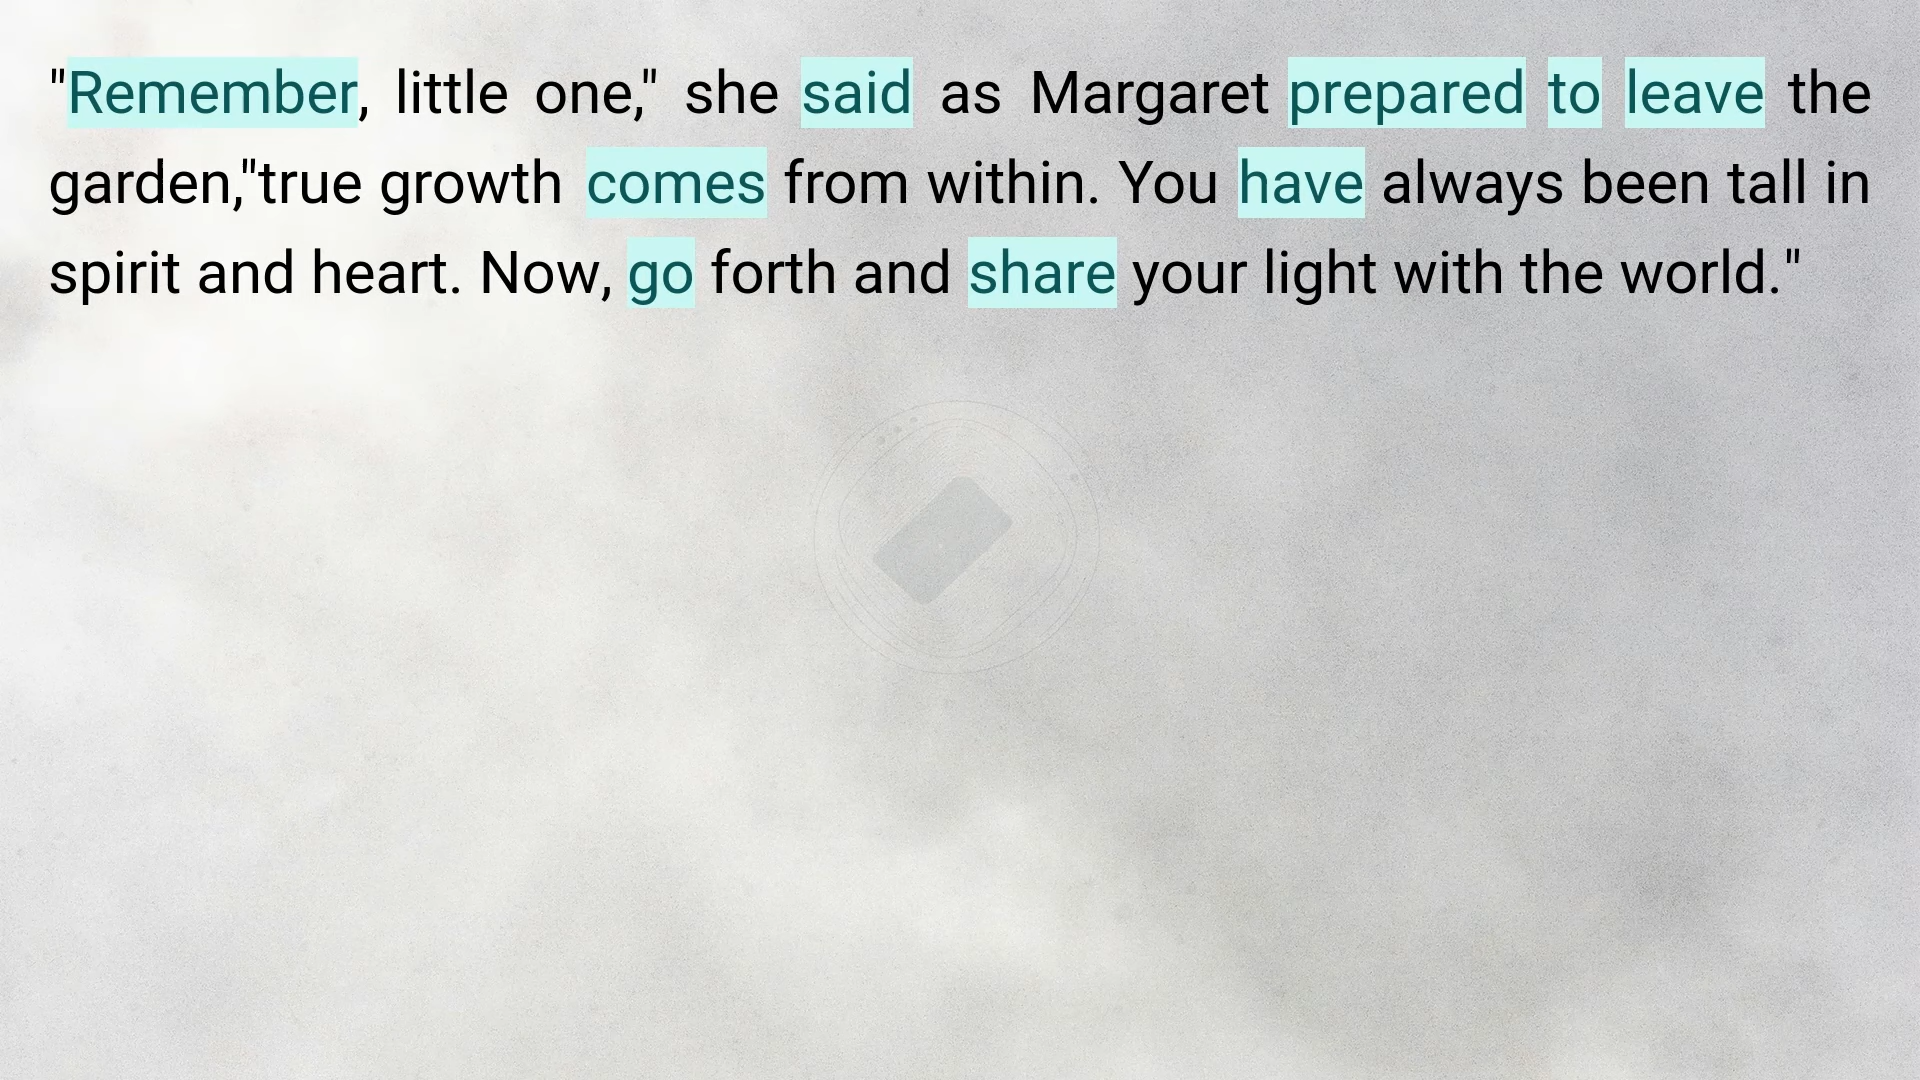 "Remember, little one," she said as Margaret prepared to leave the
garden,"true growth comes from within. You have always been tall in
spirit and heart. Now, go forth and share your light with the world."